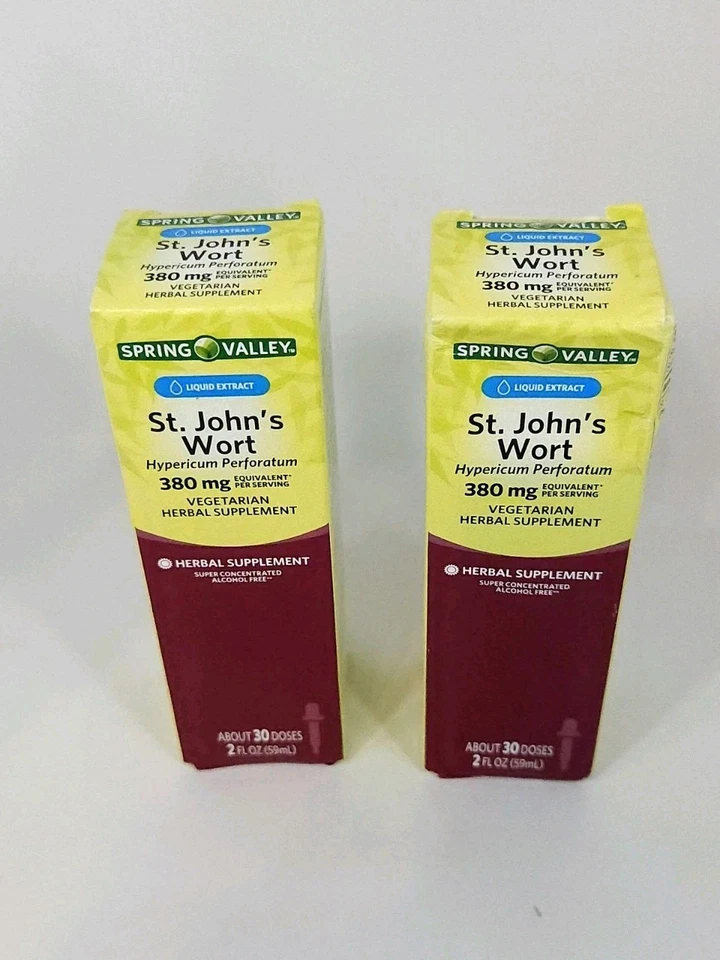 SPRING VALLEY™
LIQUID EXTRACT
St. John's
Wort
Hypericum Perforatum
380 mg EQUIVALENT*
PER SERVING
VEGETARIAN
HERBAL SUPPLEMENT
SPRING VALLEY™
LIQUID EXTRACT
St. John's
Wort
Hypericum Perforatum
380 mg EQUIVALENT*
PER SERVING
VEGETARIAN
HERBAL SUPPLEMENT
HERBAL SUPPLEMENT
SUPER CONCENTRATED
ALCOHOL FREE**
ABOUT 30 DOSES
2 FL OZ (59mL)
SPRING VALLEY™
LIQUID EXTRACT
St. John's
Wort
Hypericum Perforatum
380 mg EQUIVALENT*
PER SERVING
VEGETARIAN
HERBAL SUPPLEMENT
SPRING VALLEY™
LIQUID EXTRACT
St. John's
Wort
Hypericum Perforatum
380 mg EQUIVALENT*
PER SERVING
VEGETARIAN
HERBAL SUPPLEMENT
HERBAL SUPPLEMENT
SUPER CONCENTRATED
ALCOHOL FREE**
ABOUT 30 DOSES
2 FL OZ (59mL)